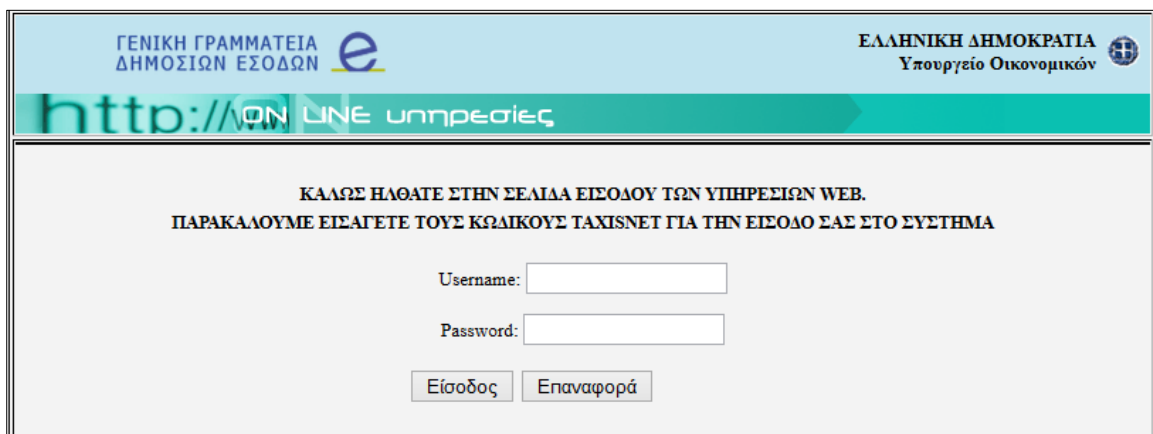 ΓΕΝΙΚΗ ΓΡΑΜΜΑΤΕΙΑ
ΔΗΜΟΣΙΩΝ ΕΣΟΔΩΝ
ΕΛΛΗΝΙΚΗ ΔΗΜΟΚΡΑΤΙΑ
Υπουργείο Οικονομικών
http://www ON LINE υπηρεσίες
ΚΑΛΩΣ ΗΛΘΑΤΕ ΣΤΗΝ ΣΕΛΙΔΑ ΕΙΣΟΔΟΥ ΤΩΝ ΥΠΗΡΕΣΙΩΝ WEB.
ΠΑΡΑΚΑΛΟΥΜΕ ΕΙΣΑΓΕΤΕ ΤΟΥΣ ΚΩΔΙΚΟΥΣ TAXISNET ΓΙΑ ΤΗΝ ΕΙΣΟΔΟ ΣΑΣ ΣΤΟ ΣΥΣΤΗΜΑ
Username:
Password:
Είσοδος Επαναφορά